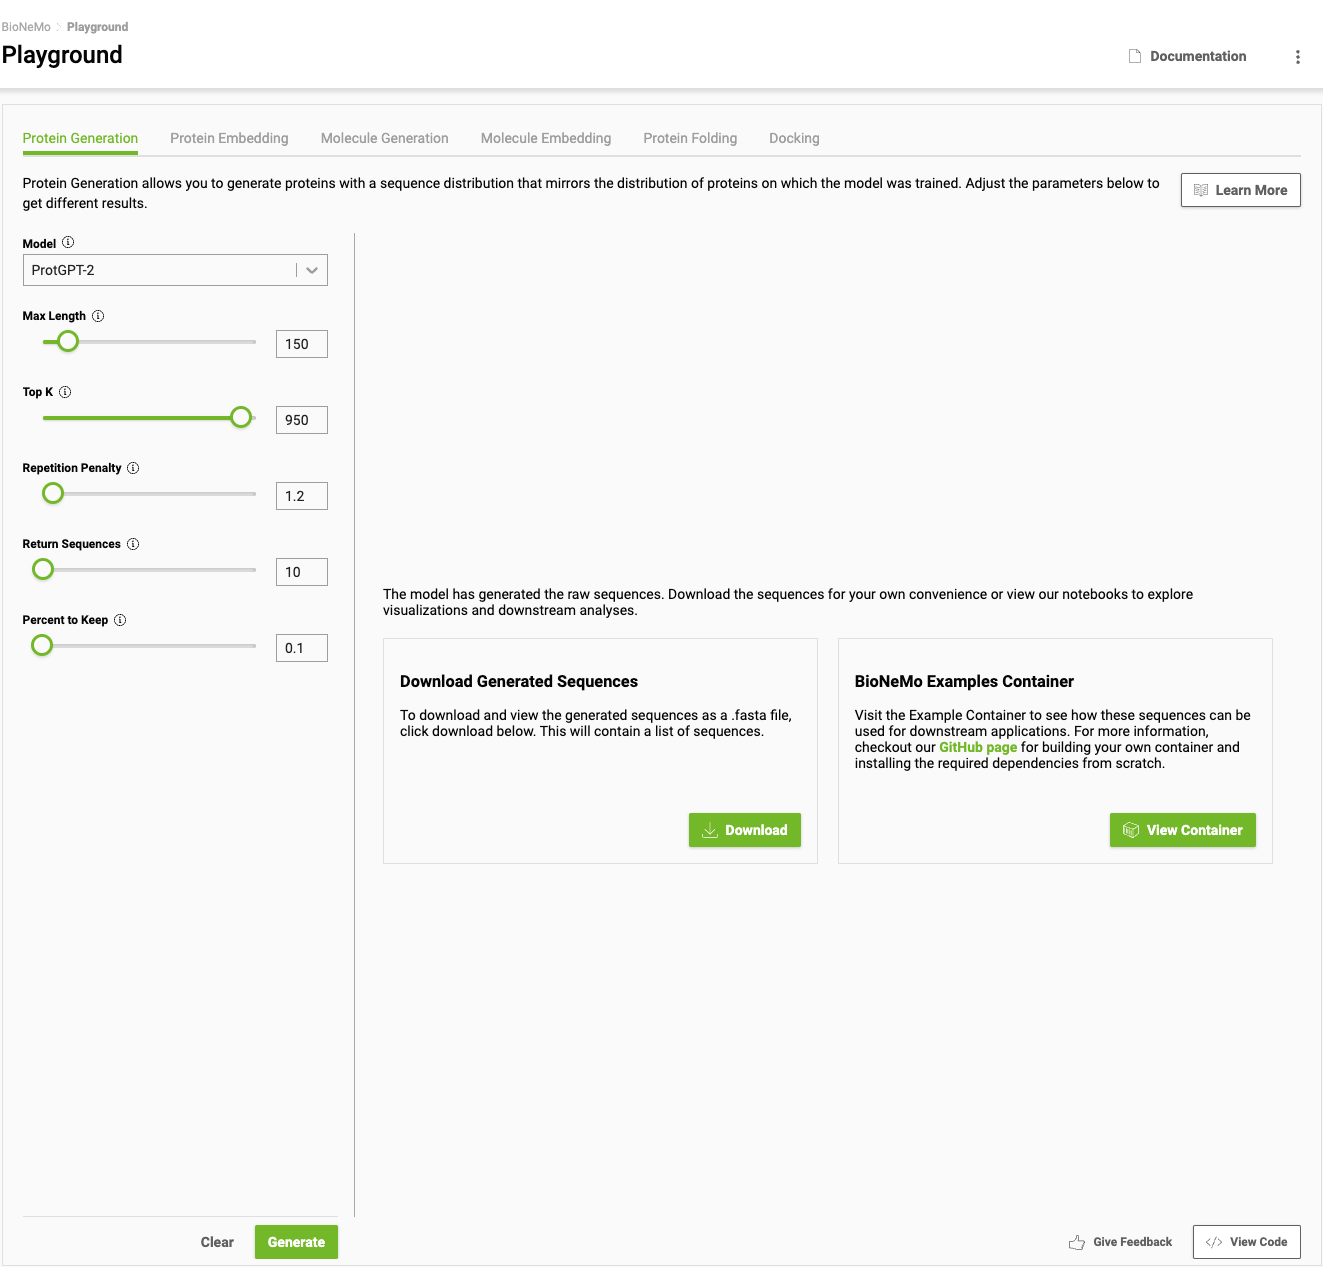 BioNeMo > Playground
Playground
Documentation
Protein Generation
Protein Embedding
Molecule Generation
Molecule Embedding
Protein Folding
Docking
Protein Generation allows you to generate proteins with a sequence distribution that mirrors the distribution of proteins on which the model was trained. Adjust the parameters below to
get different results.
Learn More
Model
ProtGPT-2
Max Length
150
Top K
950
Repetition Penalty
1.2
Return Sequences
10
Percent to Keep
0.1
The model has generated the raw sequences. Download the sequences for your own convenience or view our notebooks to explore
visualizations and downstream analyses.
Download Generated Sequences
To download and view the generated sequences as a .fasta file,
click download below. This will contain a list of sequences.
Download
BioNeMo Examples Container
Visit the Example Container to see how these sequences can be
used for downstream applications. For more information,
checkout our GitHub page for building your own container and
installing the required dependencies from scratch.
View Container
Clear
Generate
Give Feedback
</> View Code